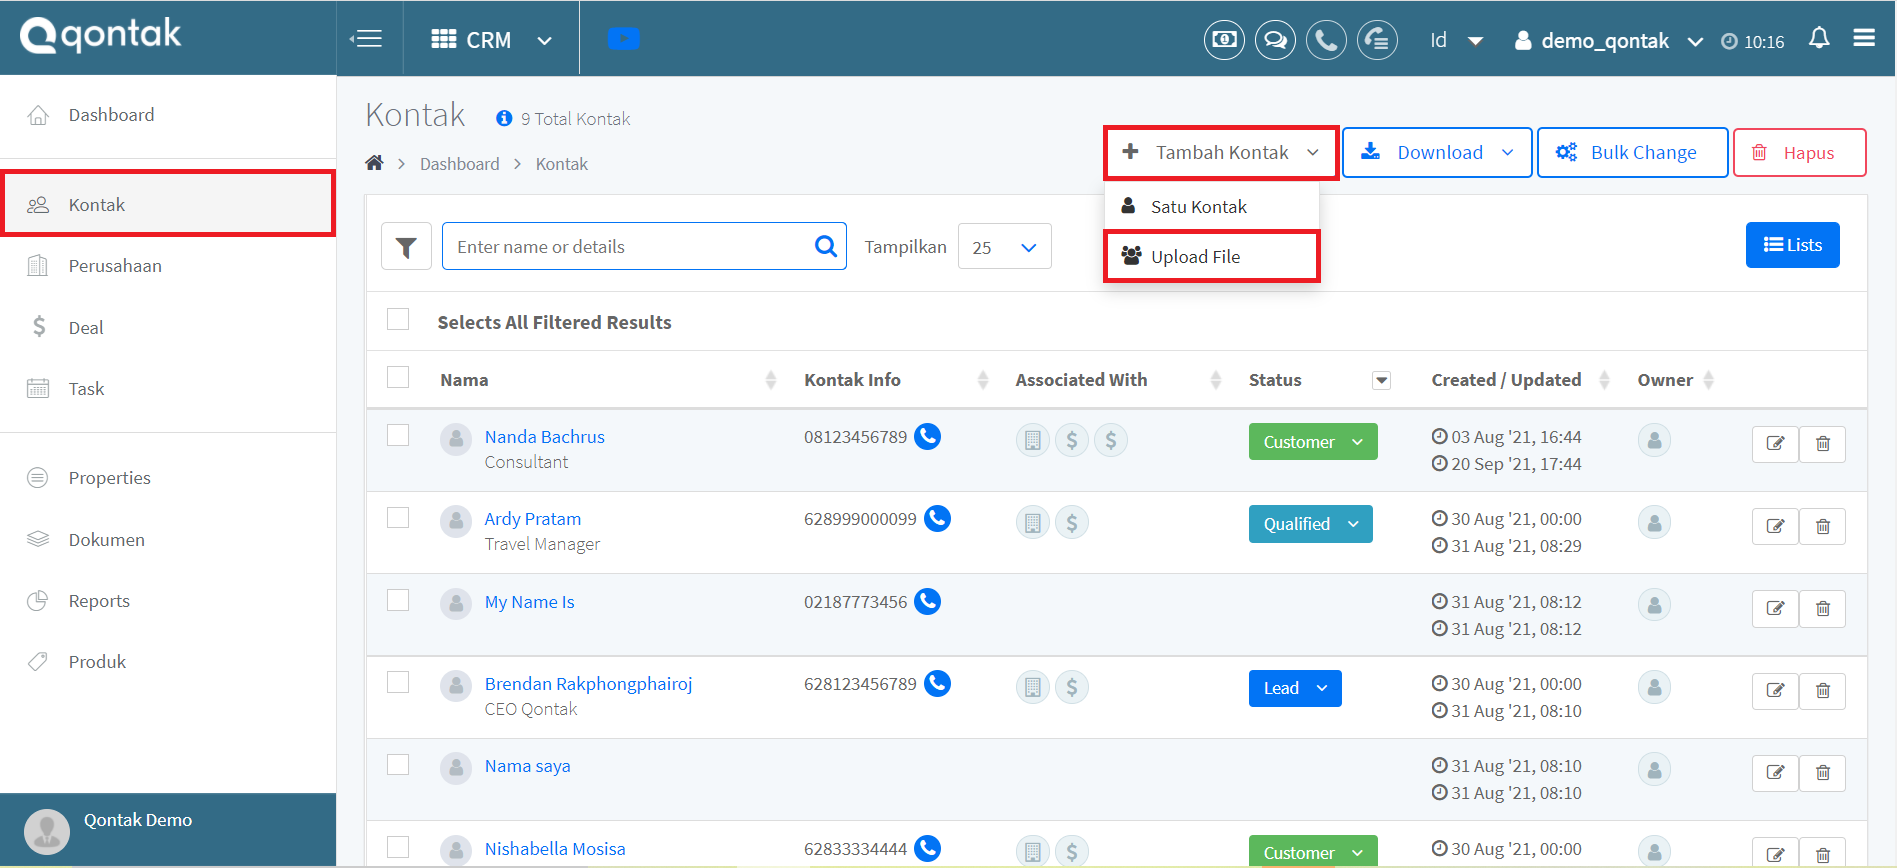 qontak
CRM
Id
demo_qontak
10:16
Dashboard
Kontak
Perusahaan
Deal
Task
Properties
Dokumen
Reports
Produk
Qontak Demo
Kontak
9 Total Kontak
Dashboard
Kontak
Tambah Kontak
Download
Bulk Change
Hapus
Satu Kontak
Upload File
Enter name or details
Tampilkan
25
Lists
Selects All Filtered Results
Nama
Kontak Info
Associated With
Status
Created / Updated
Owner
Nanda Bachrus
Consultant
08123456789
Customer
03 Aug '21, 16:44
20 Sep '21, 17:44
Ardy Pratam
Travel Manager
628999000099
Qualified
30 Aug '21, 00:00
31 Aug '21, 08:29
My Name Is
02187773456
31 Aug '21, 08:12
31 Aug '21, 08:12
Brendan Rakphongphairoj
CEO Qontak
628123456789
Lead
30 Aug '21, 00:00
31 Aug '21, 08:10
Nama saya
31 Aug '21, 08:10
31 Aug '21, 08:10
Nishabella Mosisa
62833334444
Customer
30 Aug '21, 00:00